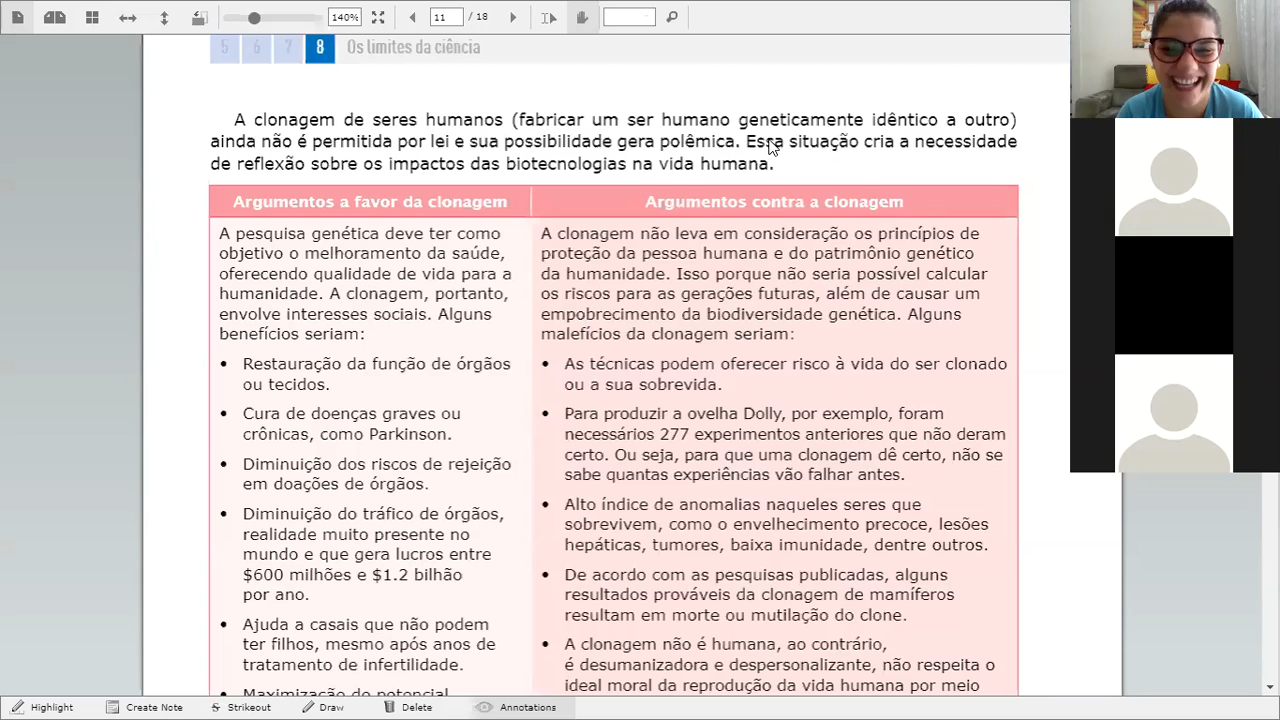 140%
11
/ 18
5 6 7 8 Os limites da ciência
A clonagem de seres humanos (fabricar um ser humano geneticamente idêntico a outro)
ainda não é permitida por lei e sua possibilidade gera polêmica. Essa situação cria a necessidade
de reflexão sobre os impactos das biotecnologias na vida humana.
Argumentos a favor da clonagem
A pesquisa genética deve ter como
objetivo o melhoramento da saúde,
oferecendo qualidade de vida para a
humanidade. A clonagem, portanto,
envolve interesses sociais. Alguns
benefícios seriam:
• Restauração da função de órgãos
ou tecidos.
• Cura de doenças graves ou
crônicas, como Parkinson.
• Diminuição dos riscos de rejeição
em doações de órgãos.
• Diminuição do tráfico de órgãos,
realidade muito presente no
mundo e que gera lucros entre
$600 milhões e $1.2 bilhão
por ano.
• Ajuda a casais que não podem
ter filhos, mesmo após anos de
tratamento de infertilidade.
• Maximização do potencial
Argumentos contra a clonagem
A clonagem não leva em consideração os princípios de
proteção da pessoa humana e do patrimônio genético
da humanidade. Isso porque não seria possível calcular
os riscos para as gerações futuras, além de causar um
empobrecimento da biodiversidade genética. Alguns
malefícios da clonagem seriam:
• As técnicas podem oferecer risco à vida do ser clonado
ou a sua sobrevida.
• Para produzir a ovelha Dolly, por exemplo, foram
necessários 277 experimentos anteriores que não deram
certo. Ou seja, para que uma clonagem dê certo, não se
sabe quantas experiências vão falhar antes.
• Alto índice de anomalias naqueles seres que
sobrevivem, como o envelhecimento precoce, lesões
hepáticas, tumores, baixa imunidade, dentre outros.
• De acordo com as pesquisas publicadas, alguns
resultados prováveis da clonagem de mamíferos
resultam em morte ou mutilação do clone.
• A clonagem não é humana, ao contrário,
é desumanizadora e despersonalizante, não respeita o
ideal moral da reprodução da vida humana por meio
Highlight
Create Note
Strikeout
Draw
Delete
Annotations